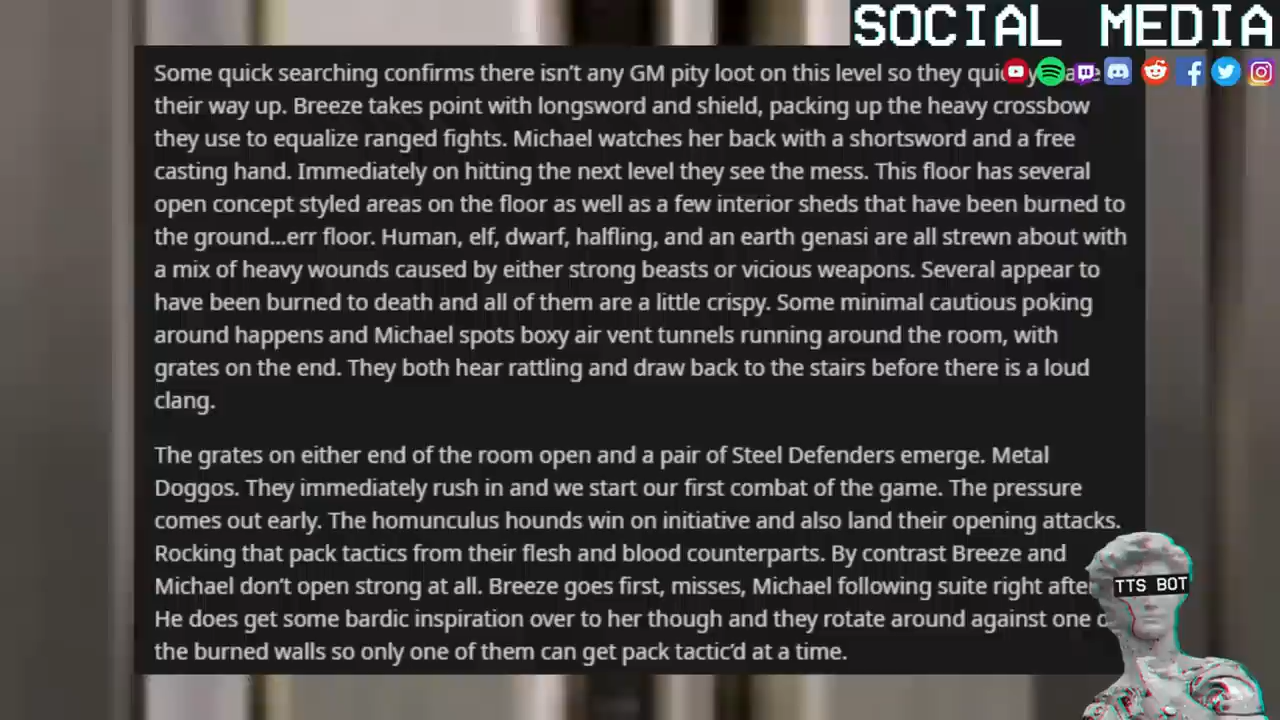 SOCIAL MEDIA
Some quick searching confirms there isn’t any GM pity loot on this level so they
their way up. Breeze takes point with longsword and shield, packing up the heavy crossbow
they use to equalize ranged fights. Michael watches her back with a shortsword and a free
casting hand. Immediately on hitting the next level they see the mess. This floor has several
open concept styled areas on the floor as well as a few interior sheds that have been burned to
the ground...err floor. Human, elf, dwarf, halfling, and an earth genasi are all strewn about with
a mix of heavy wounds caused by either strong beasts or vicious weapons. Several appear to
have been burned to death and all of them are a little crispy. Some minimal cautious poking
around happens and Michael spots boxy air vent tunnels running around the room, with
grates on the end. They both hear rattling and draw back to the stairs before there is a loud
clang.
The grates on either end of the room open and a pair of Steel Defenders emerge. Metal
Doggos. They immediately rush in and we start our first combat of the game. The pressure
comes out early. The homunculus hounds win on initiative and also land their opening attacks.
Rocking that pack tactics from their flesh and blood counterparts. By contrast Breeze and
Michael don’t open strong at all. Breeze goes first, misses, Michael following suite right after
He does get some bardic inspiration over to her though and they rotate around against one
the burned walls so only one of them can get pack tactic’d at a time.
TTS BOT